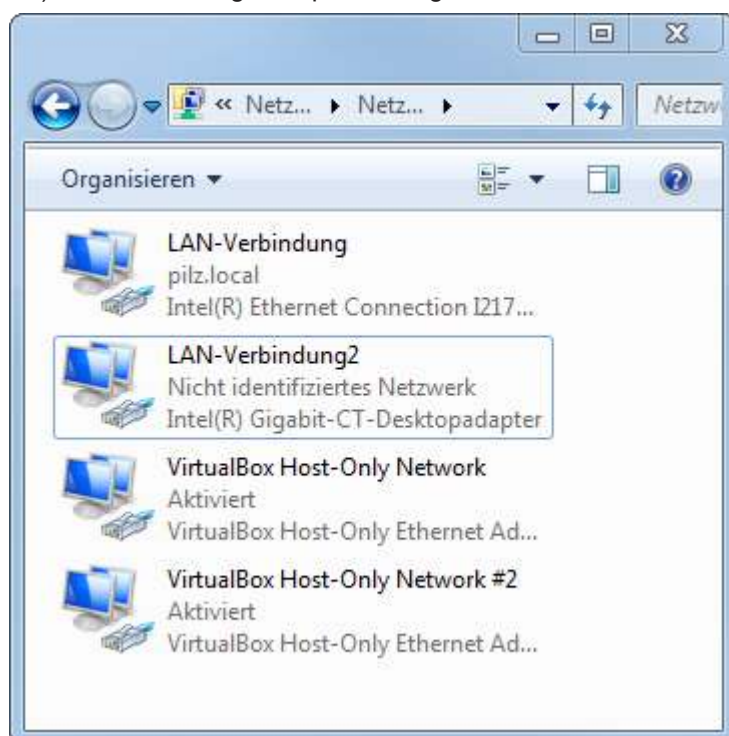 « Netz... ▸ Netz... ▸
Netzw
Organisieren
LAN-Verbindung
pilz.local
Intel(R) Ethernet Connection I217...
LAN-Verbindung2
Nicht identifiziertes Netzwerk
Intel(R) Gigabit-CT-Desktopadapter
VirtualBox Host-Only Network
Aktiviert
VirtualBox Host-Only Ethernet Ad...
VirtualBox Host-Only Network #2
Aktiviert
VirtualBox Host-Only Ethernet Ad...